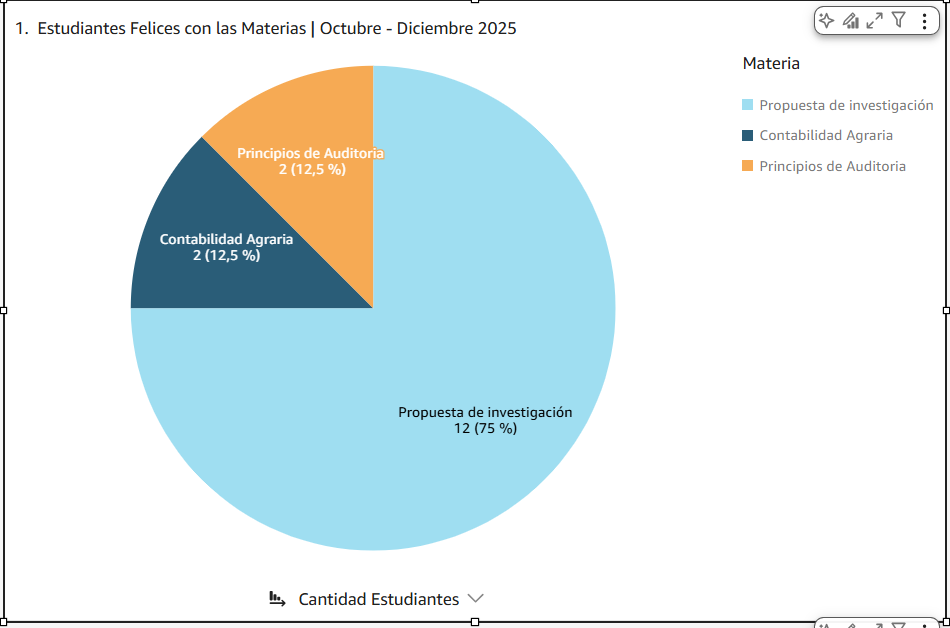 1. Estudiantes Felices con las Materias | Octubre - Diciembre 2025
Materia
Propuesta de investigación
Contabilidad Agraria
Principios de Auditoria
Principios de Auditoria
2 (12,5 %)
Contabilidad Agraria
2 (12,5 %)
Propuesta de investigación
12 (75 %)
Cantidad Estudiantes